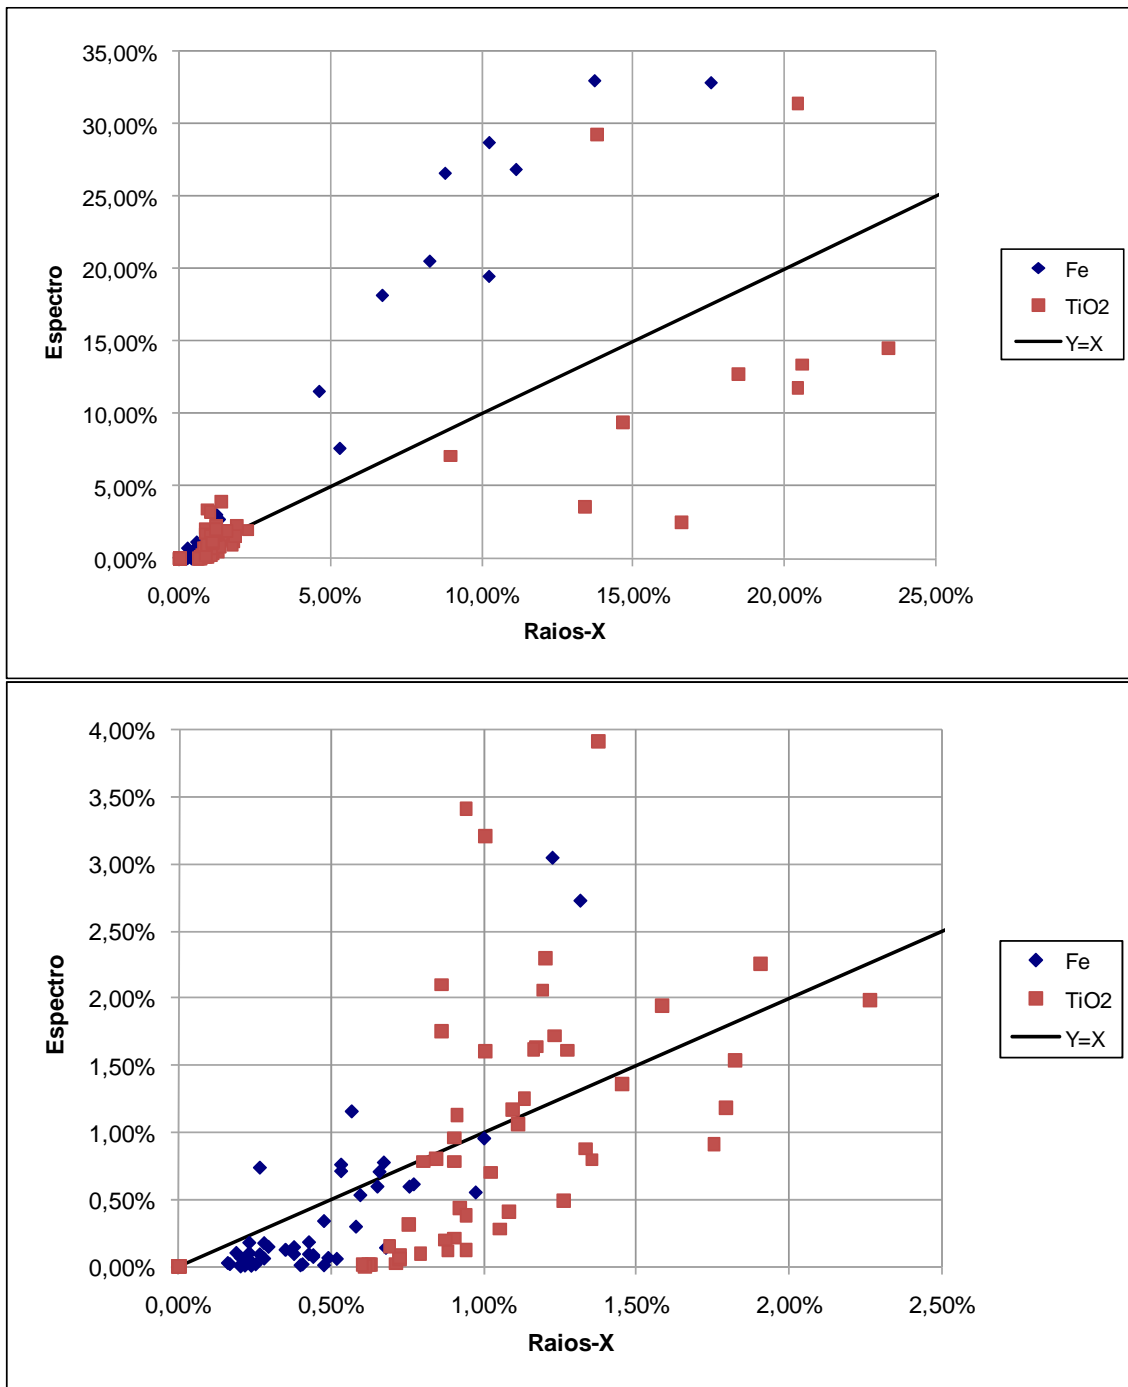 35,00%
30,00%
25,00%
20,00%
15,00%
10,00%
5,00%
0,00%
Espectro
0,00% 5,00% 10,00% 15,00% 20,00% 25,00%
Raios-X
Fe
TiO2
Y=X
4,00%
3,50%
3,00%
2,50%
2,00%
1,50%
1,00%
0,50%
0,00%
Espectro
0,00% 0,50% 1,00% 1,50% 2,00% 2,50%
Raios-X
Fe
TiO2
Y=X